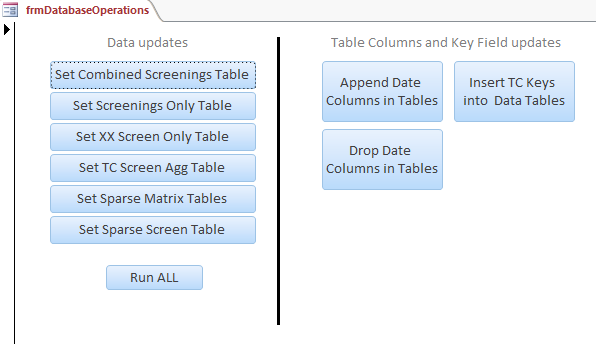 frmDatabaseOperations
Data updates
Set Combined Screenings Table
Set Screenings Only Table
Set XX Screen Only Table
Set TC Screen Agg Table
Set Sparse Matrix Tables
Set Sparse Screen Table
Run ALL
Table Columns and Key Field updates
Append Date
Columns in Tables
Insert TC Keys
into Data Tables
Drop Date
Columns in Tables